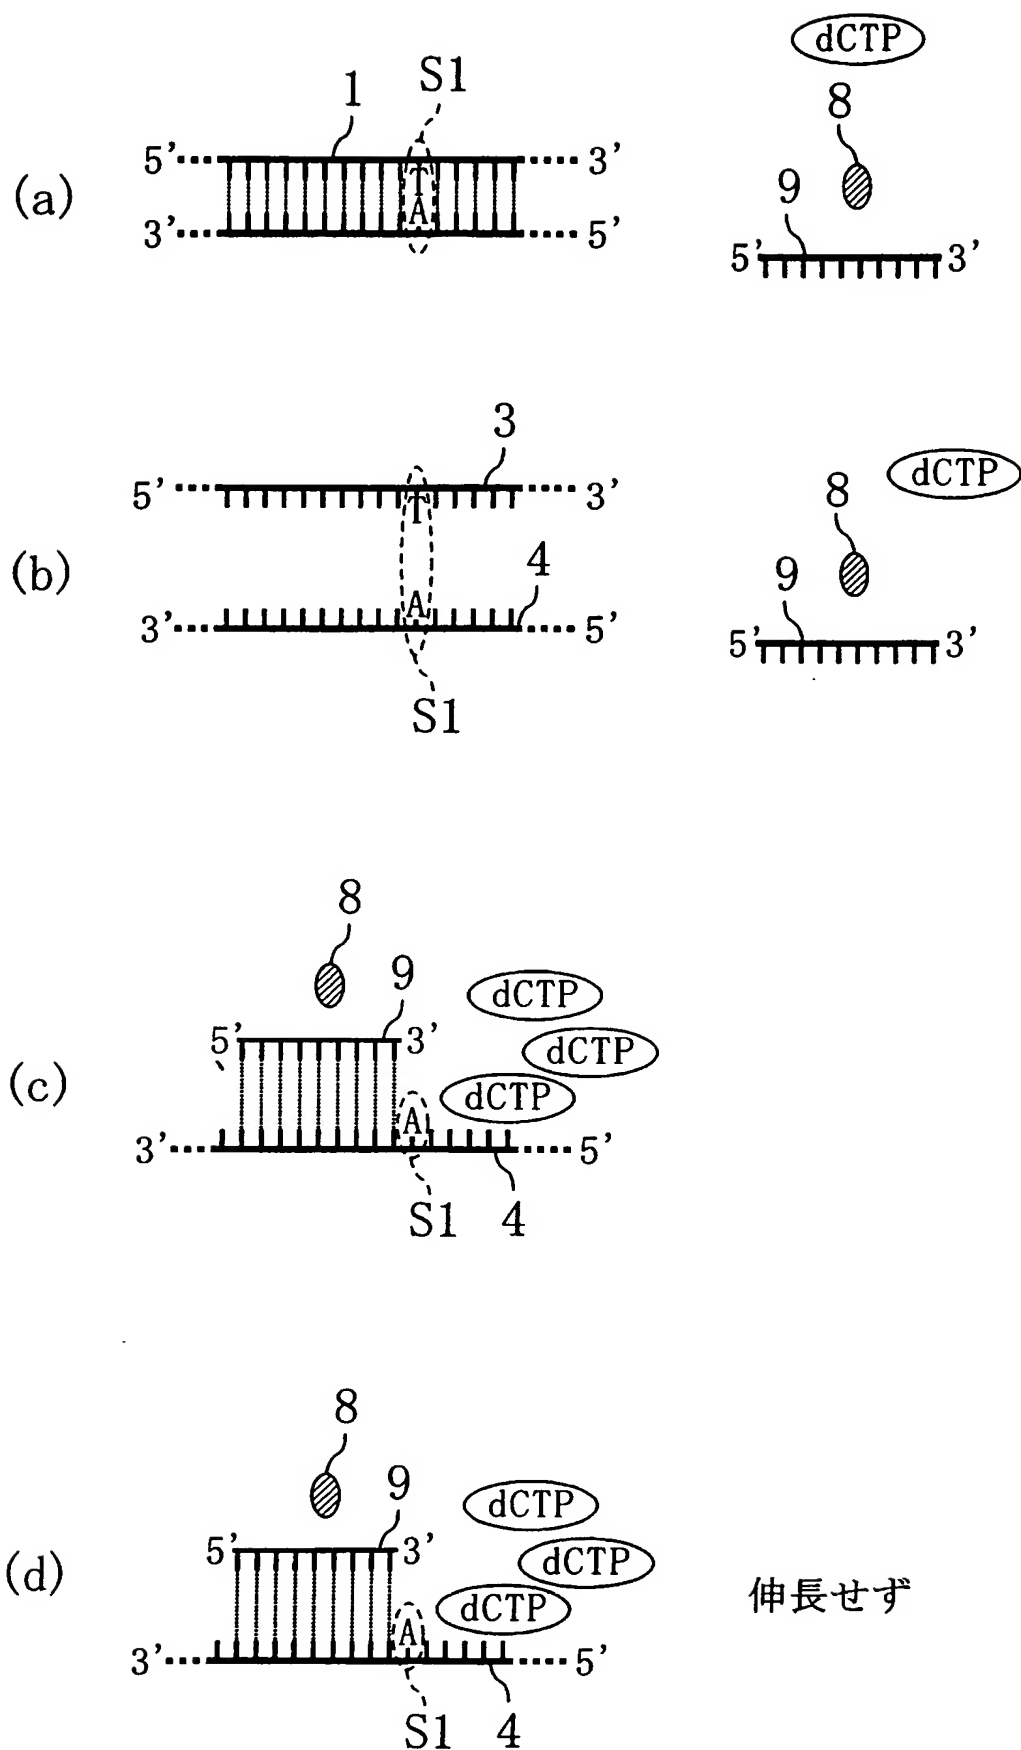 dCTP
1 S1 8
5' 3'
(a) T 9
A
3' 5' 5' 3'
3
5' 3' 8 dCTP
T
(b) 4 9
A
3' 5' 5' 3'
S1
8
9 dCTP
5' 3' dCTP
(c) dCTP
A
3' 5'
S1 4
8
9 dCTP
5' 3' dCTP
(d) dCTP 伸長せず
A
3' 5'
S1 4